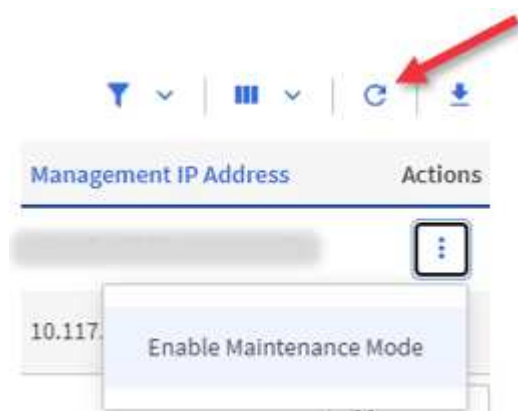 Management IP Address Actions
10.117.
Enable Maintenance Mode